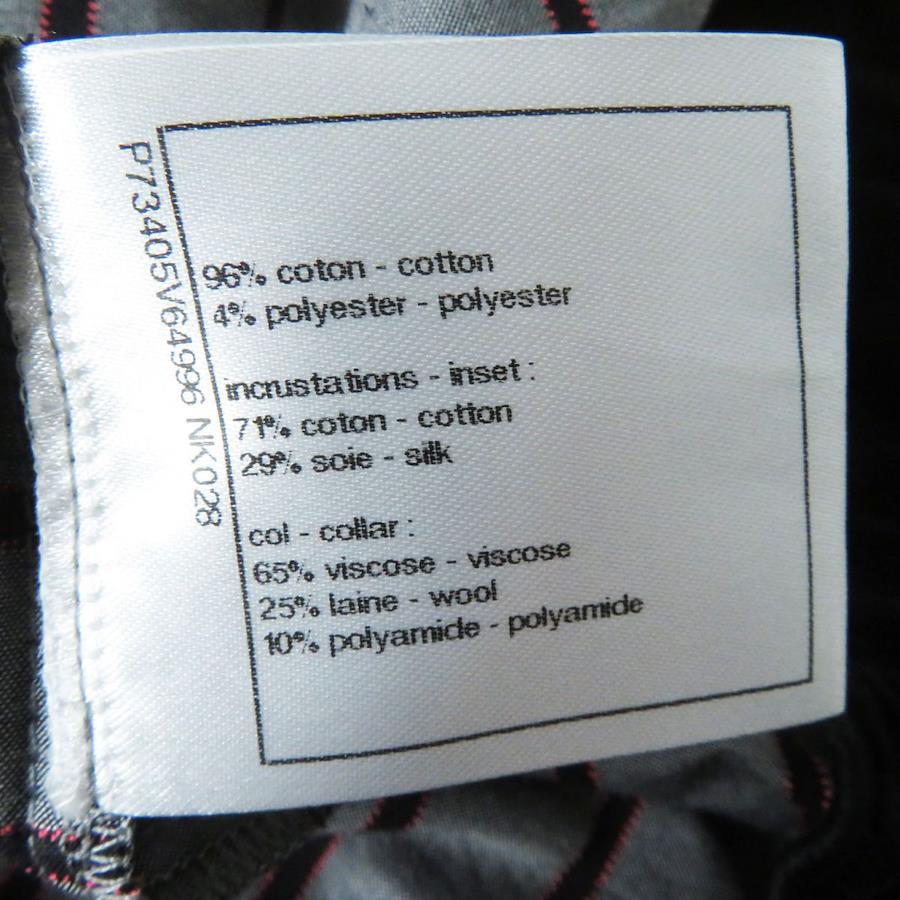 P73405V64996 NK028
96% coton - cotton
4% polyester - polyester
incrustations - inset :
71% coton - cotton
29% soie - silk
col - collar :
65% viscose - viscose
25% laine - wool
10% polyamide - polyamide